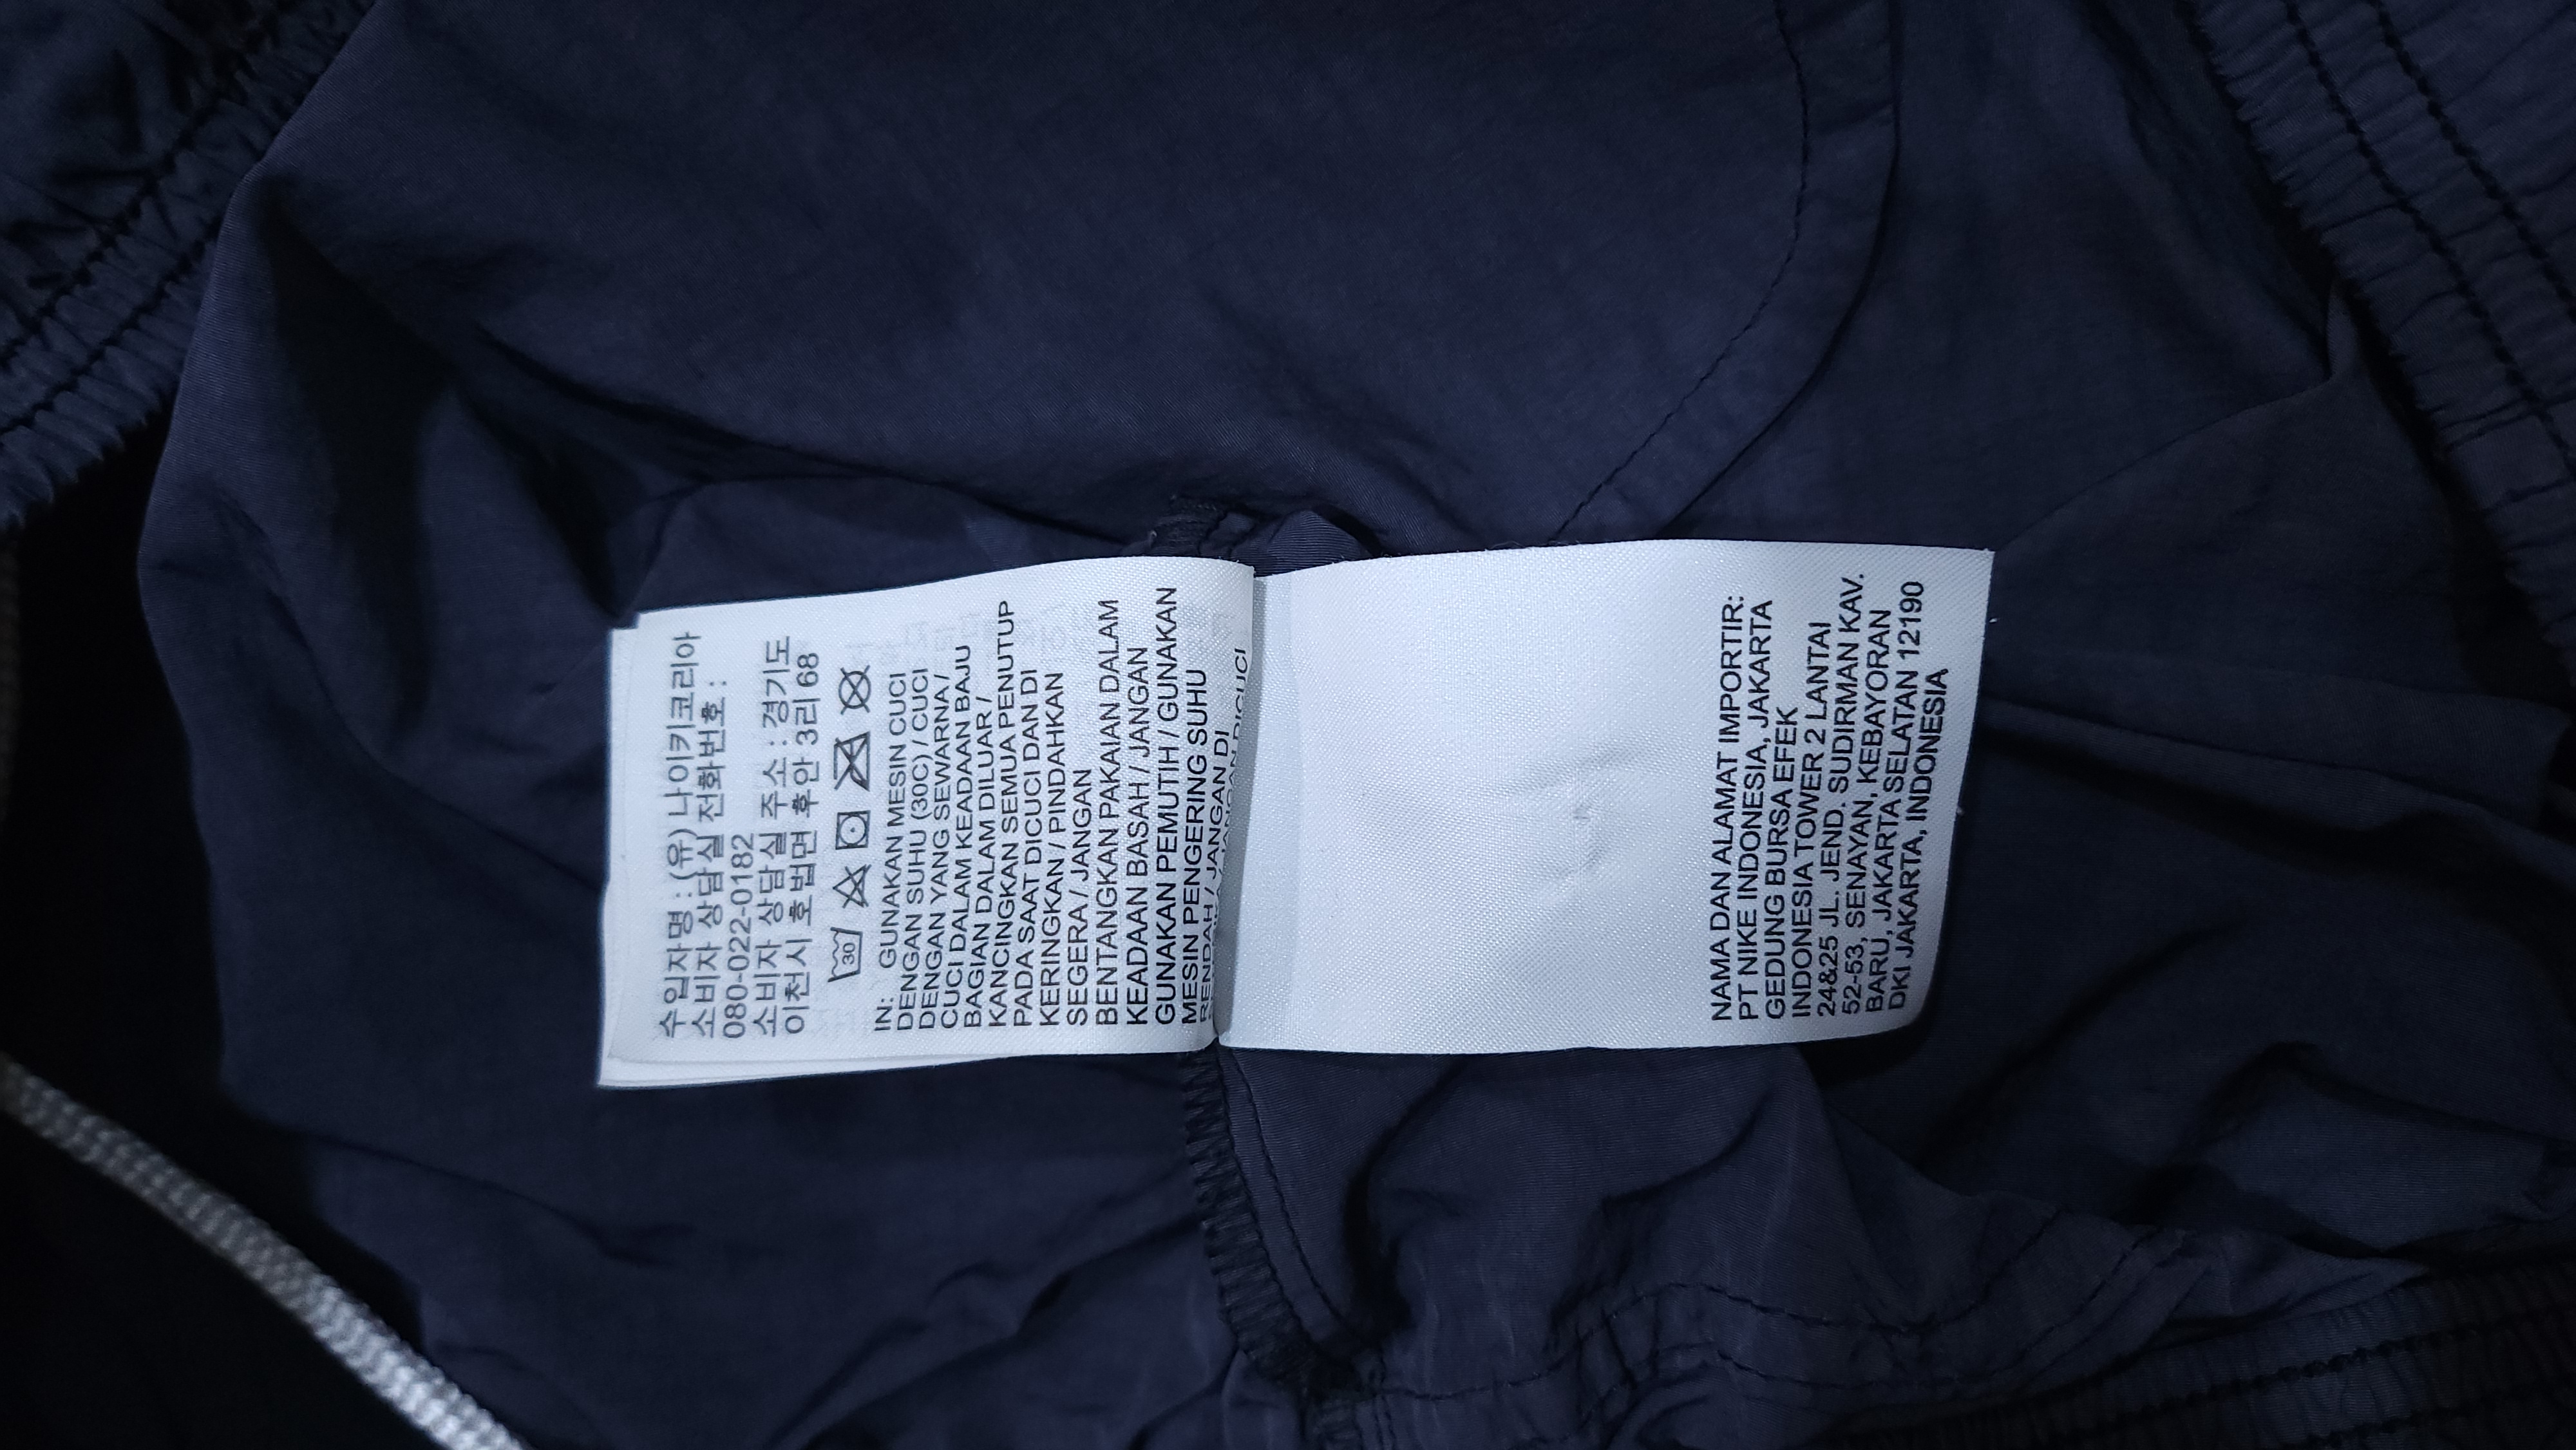 수입자명 : (유) 나이키코리아
소비자 상담실 전화번호 :
080-022-0182
소비자 상담실 주소 : 경기도
이천시 호법면 후안 3리 68
30
IN: GUNAKAN MESIN CUCI
DENGAN SUHU (30C) / CUCI
DENGAN YANG SEWARNA /
CUCI DALAM KEADAAN BAJU
BAGIAN DALAM DILUAR /
KANCINGKAN SEMUA PENUTUP
PADA SAAT DICUCI DAN DI
KERINGKAN / PINDAHKAN
SEGERA / JANGAN
BENTANGKAN PAKAIAN DALAM
KEADAAN BASAH / JANGAN
GUNAKAN PEMUTIH / GUNAKAN
MESIN PENGERING SUHU
RENDAH / JANGAN DI
JANGAN DICUCI
NAMA DAN ALAMAT IMPORTIR:
PT NIKE INDONESIA, JAKARTA
GEDUNG BURSA EFEK
INDONESIA TOWER 2 LANTAI
24&25 JL. JEND. SUDIRMAN KAV.
52-53, SENAYAN, KEBAYORAN
BARU, JAKARTA SELATAN 12190
DKI JAKARTA, INDONESIA